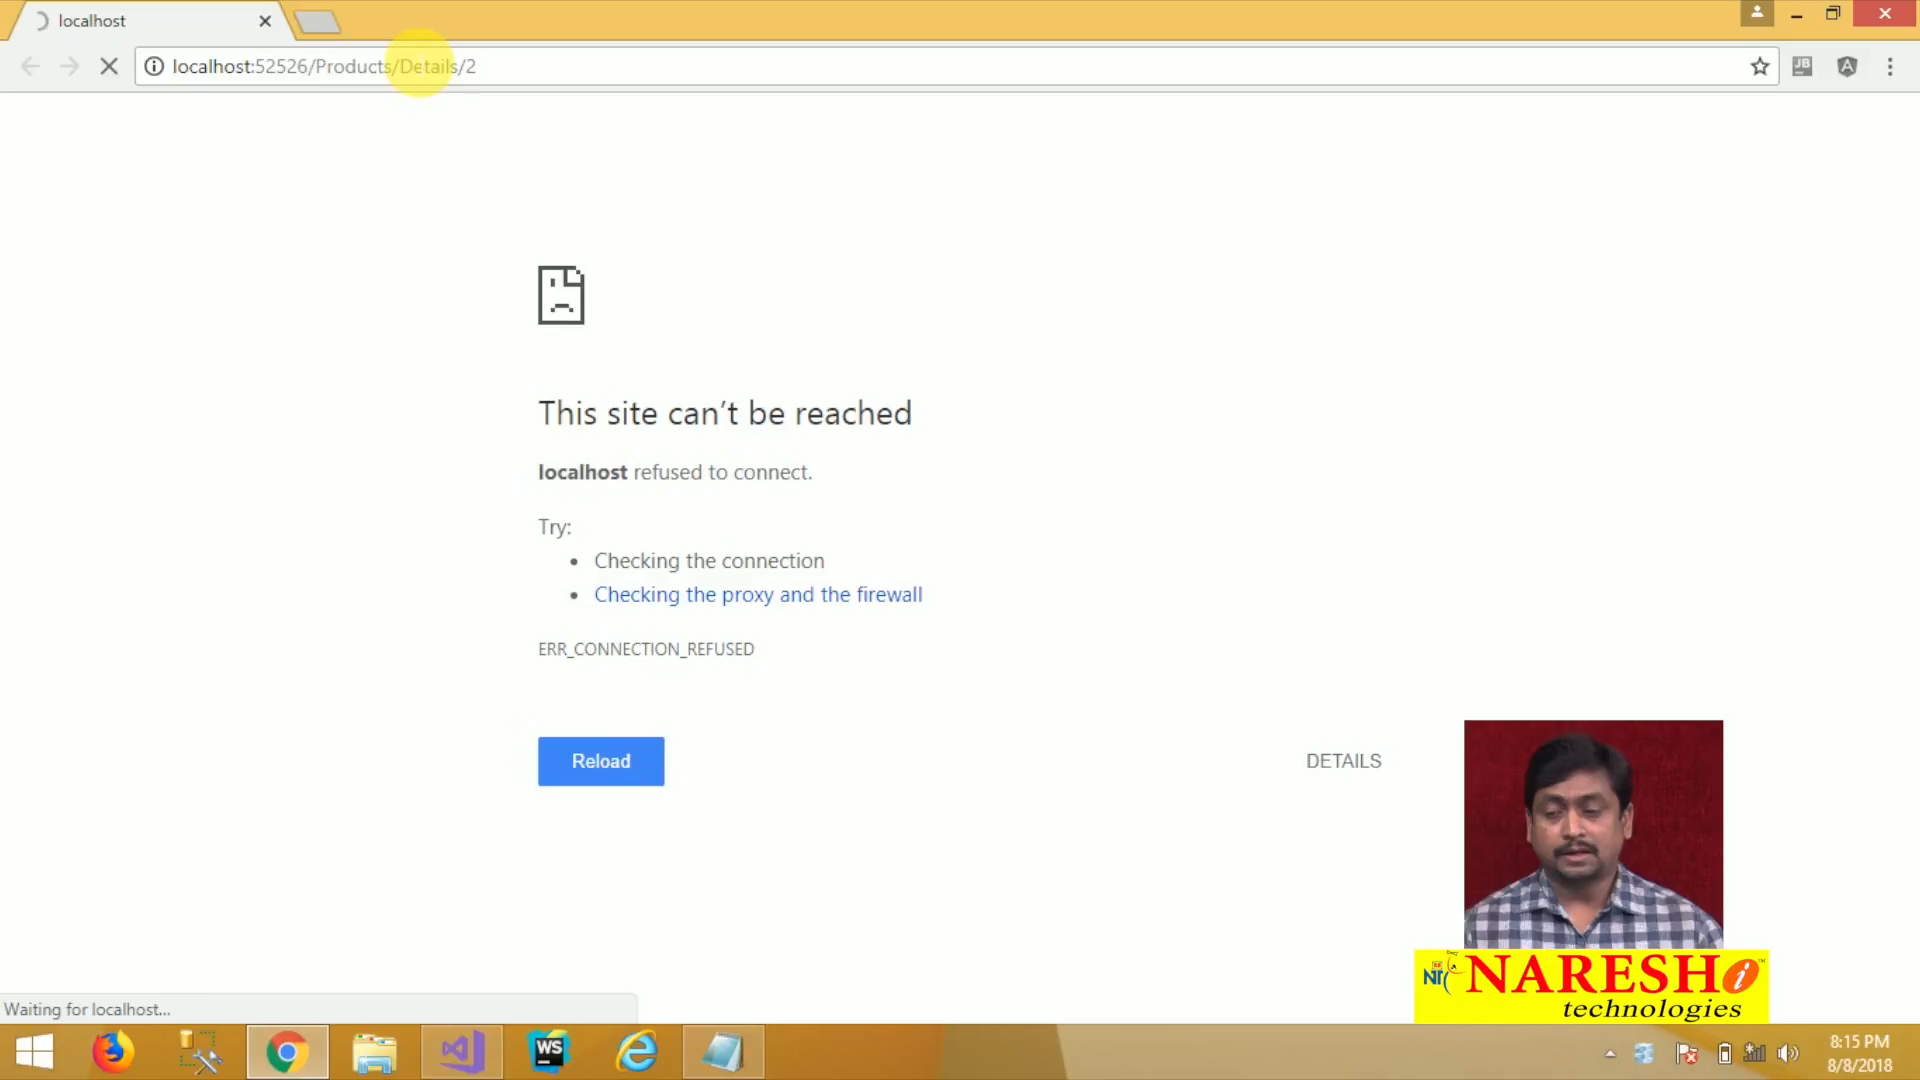 localhost
localhost:52526/Products/Details/2
JB
A
This site can't be reached
localhost refused to connect.
Try:
Checking the connection
Checking the proxy and the firewall
ERR_CONNECTION_REFUSED
Reload
DETAILS
NARESH i
technologies
Waiting for localhost...
WS
8:15 PM
8/8/2018